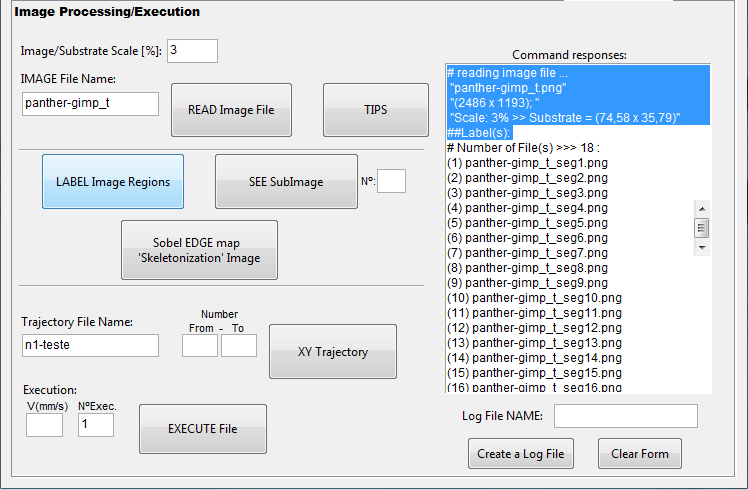 Image Processing/Execution
Image/Substrate Scale [%]: 3
IMAGE File Name:
panther-gimp_t
READ Image File
TIPS
LABEL Image Regions
SEE SubImage
Nº:
Sobel EDGE map
'Skeletonization' Image
Trajectory File Name:
n1-teste
Number
From - To
XY Trajectory
Execution:
V(mm/s) NºExec.
1
EXECUTE File
Command responses:
# reading image file ...
"panther-gimp_t.png"
"(2486 x 1193); "
"Scale: 3% >> Substrate = (74,58 x 35,79)"
##Label(s):
# Number of File(s) >>> 18 :
(1) panther-gimp_t_seg1.png
(2) panther-gimp_t_seg2.png
(3) panther-gimp_t_seg3.png
(4) panther-gimp_t_seg4.png
(5) panther-gimp_t_seg5.png
(6) panther-gimp_t_seg6.png
(7) panther-gimp_t_seg7.png
(8) panther-gimp_t_seg8.png
(9) panther-gimp_t_seg9.png
(10) panther-gimp_t_seg10.png
(11) panther-gimp_t_seg11.png
(12) panther-gimp_t_seg12.png
(13) panther-gimp_t_seg13.png
(14) panther-gimp_t_seg14.png
(15) panther-gimp_t_seg15.png
(16) panther-gimp_t_seg16.png
Log File NAME:
Create a Log File
Clear Form